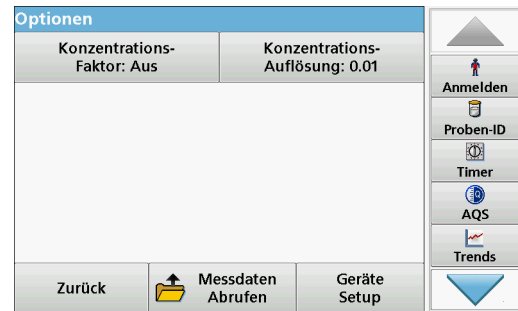 Optionen
Konzentrations-
Faktor: Aus
Konzentrations-
Auflösung: 0.01
Anmelden
Proben-ID
Timer
AQS
Trends
Zurück
Messdaten
Abrufen
Geräte
Setup